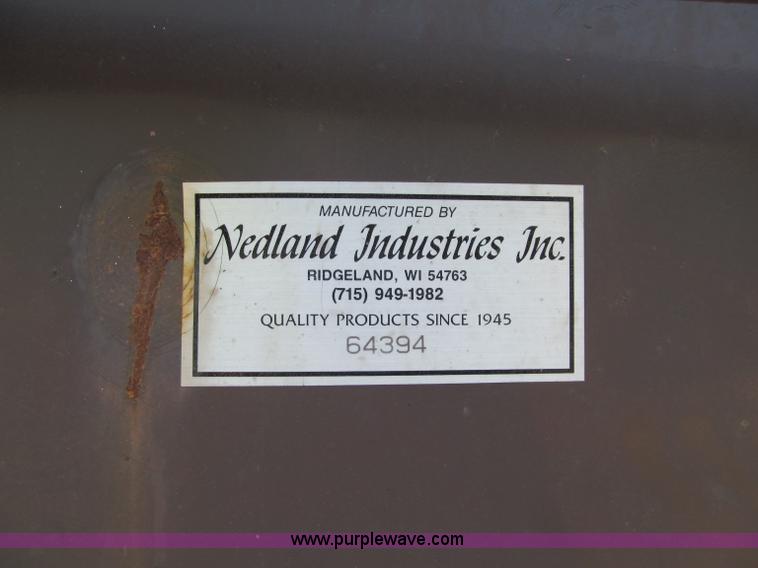 MANUFACTURED BY
Nedland Industries Inc.
RIDGELAND, WI 54763
(715) 949-1982
QUALITY PRODUCTS SINCE 1945
64394
www.purplewave.com